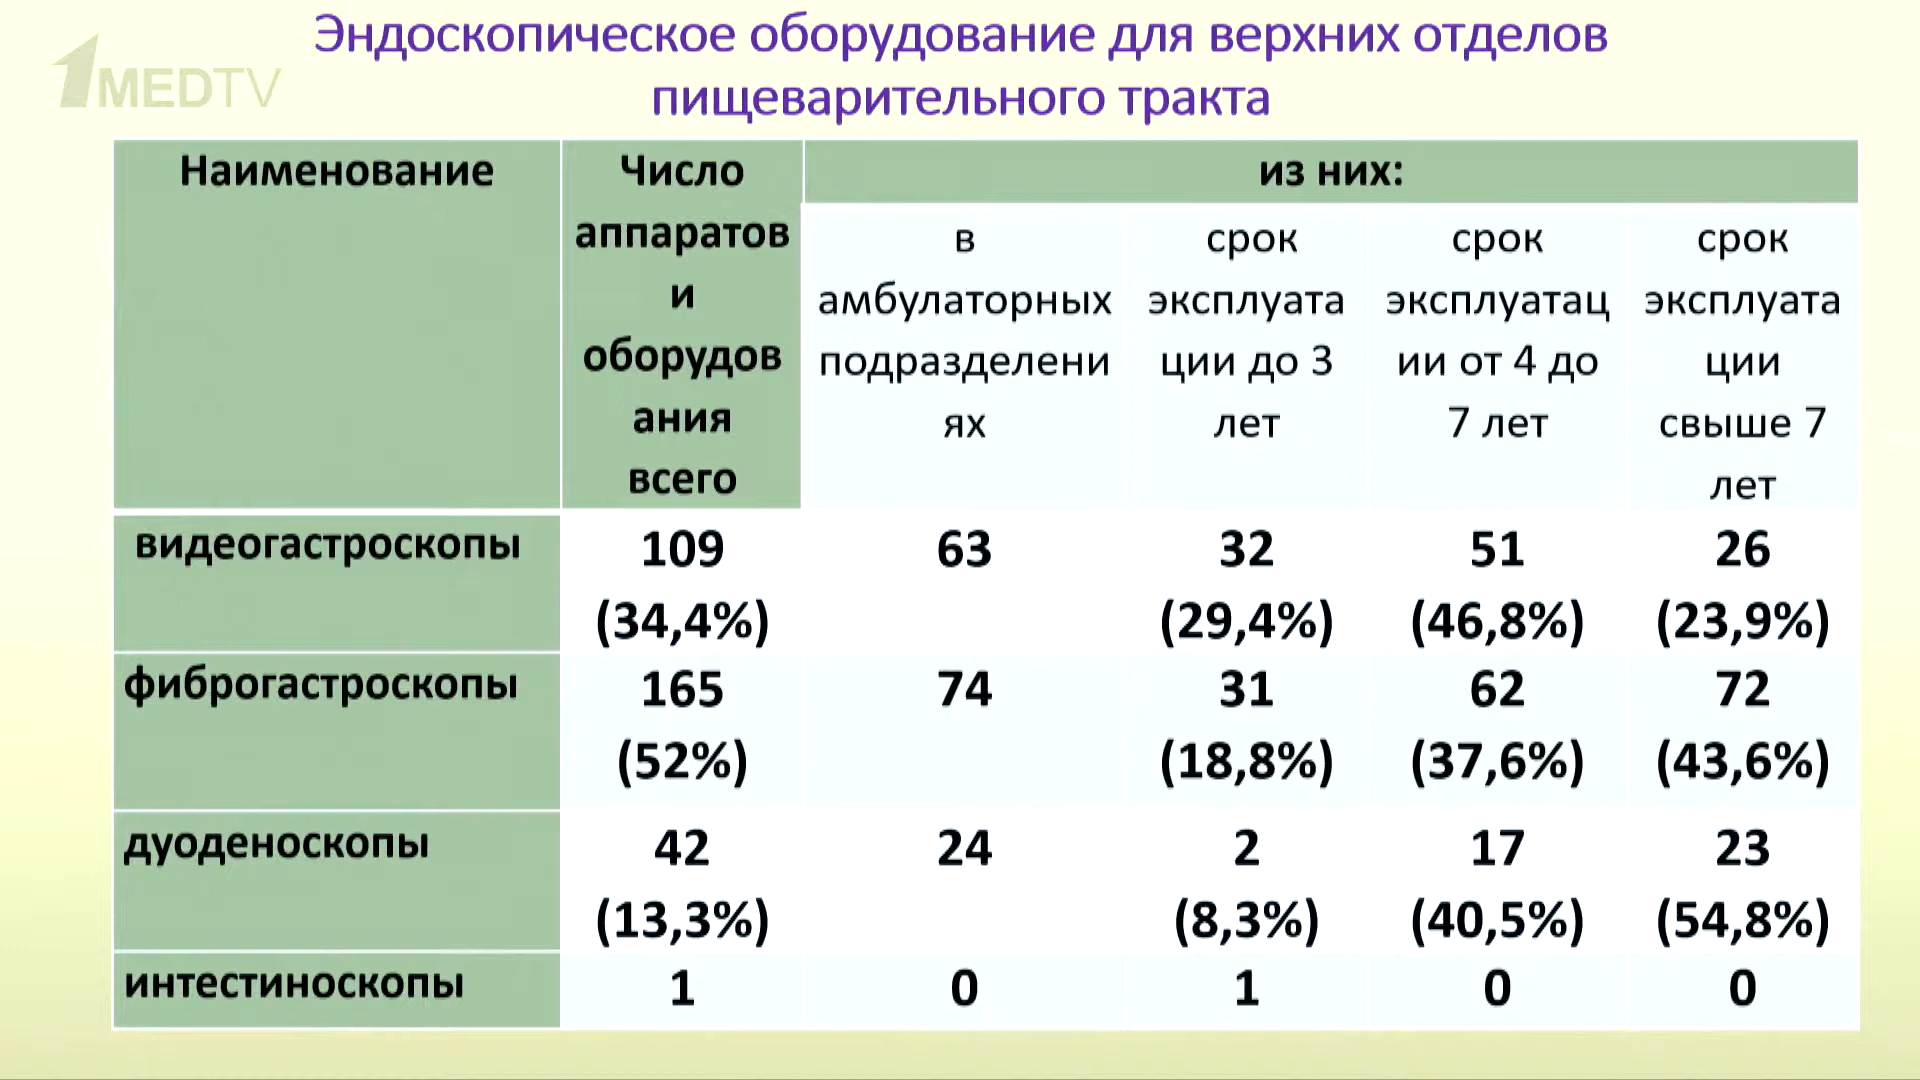 1MEDTV
Эндоскопическое оборудование для верхних отделов
пищеварительного тракта
Наименование
Число
аппаратов
и
оборудов
ания
всего
из них:
в
амбулаторных
подразделени
ях
срок
эксплуата
ции до 3
лет
срок
эксплуатац
ии от 4 до
7 лет
срок
эксплуата
ции
свыше 7
лет
видеогастроскопы
109
(34,4%)
63
32
(29,4%)
51
(46,8%)
26
(23,9%)
фиброгастроскопы
165
(52%)
74
31
(18,8%)
62
(37,6%)
72
(43,6%)
дуоденоскопы
42
(13,3%)
24
2
(8,3%)
17
(40,5%)
23
(54,8%)
интестиноскопы
1
0
1
0
0